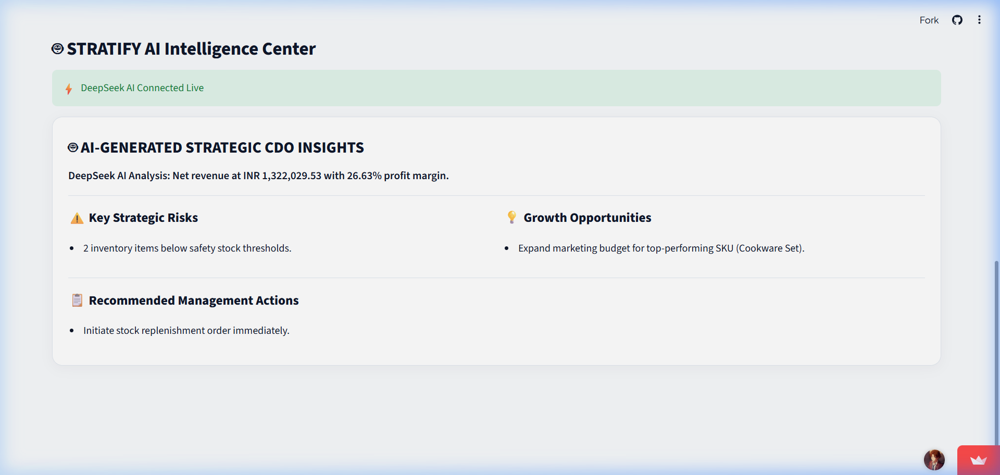 Fork
STRATIFY AI Intelligence Center
DeepSeek AI Connected Live
AI-GENERATED STRATEGIC CDO INSIGHTS
DeepSeek AI Analysis: Net revenue at INR 1,322,029.53 with 26.63% profit margin.
Key Strategic Risks
• 2 inventory items below safety stock thresholds.
Growth Opportunities
• Expand marketing budget for top-performing SKU (Cookware Set).
Recommended Management Actions
• Initiate stock replenishment order immediately.